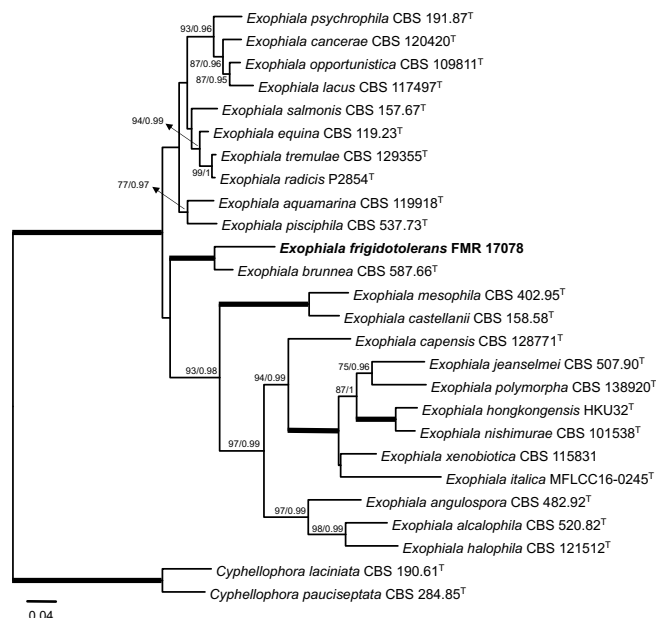 93/0.96
Exophiala psychrophila CBS 191.87T
Exophiala cancerae CBS 120420T
87/0.96
Exophiala opportunistica CBS 109811T
87/0.95
Exophiala lacus CBS 117497T
Exophiala salmonis CBS 157.67T
94/0.99
Exophiala equina CBS 119.23T
Exophiala tremulae CBS 129355T
99/1
Exophiala radicis P2854T
77/0.97
Exophiala aquamarina CBS 119918T
Exophiala pisciphila CBS 537.73T
Exophiala frigidotolerans FMR 17078
Exophiala brunnea CBS 587.66T
Exophiala mesophila CBS 402.95T
Exophiala castellanii CBS 158.58T
93/0.98
Exophiala capensis CBS 128771T
75/0.96
Exophiala jeanselmei CBS 507.90T
94/0.99
Exophiala polymorpha CBS 138920T
87/1
Exophiala hongkongensis HKU32T
Exophiala nishimurae CBS 101538T
97/0.99
Exophiala xenobiotica CBS 115831
Exophiala italica MFLCC16-0245T
Exophiala angulospora CBS 482.92T
97/0.99
Exophiala alcalophila CBS 520.82T
98/0.99
Exophiala halophila CBS 121512T
Cyphellophora laciniata CBS 190.61T
Cyphellophora pauciseptata CBS 284.85T
0.04